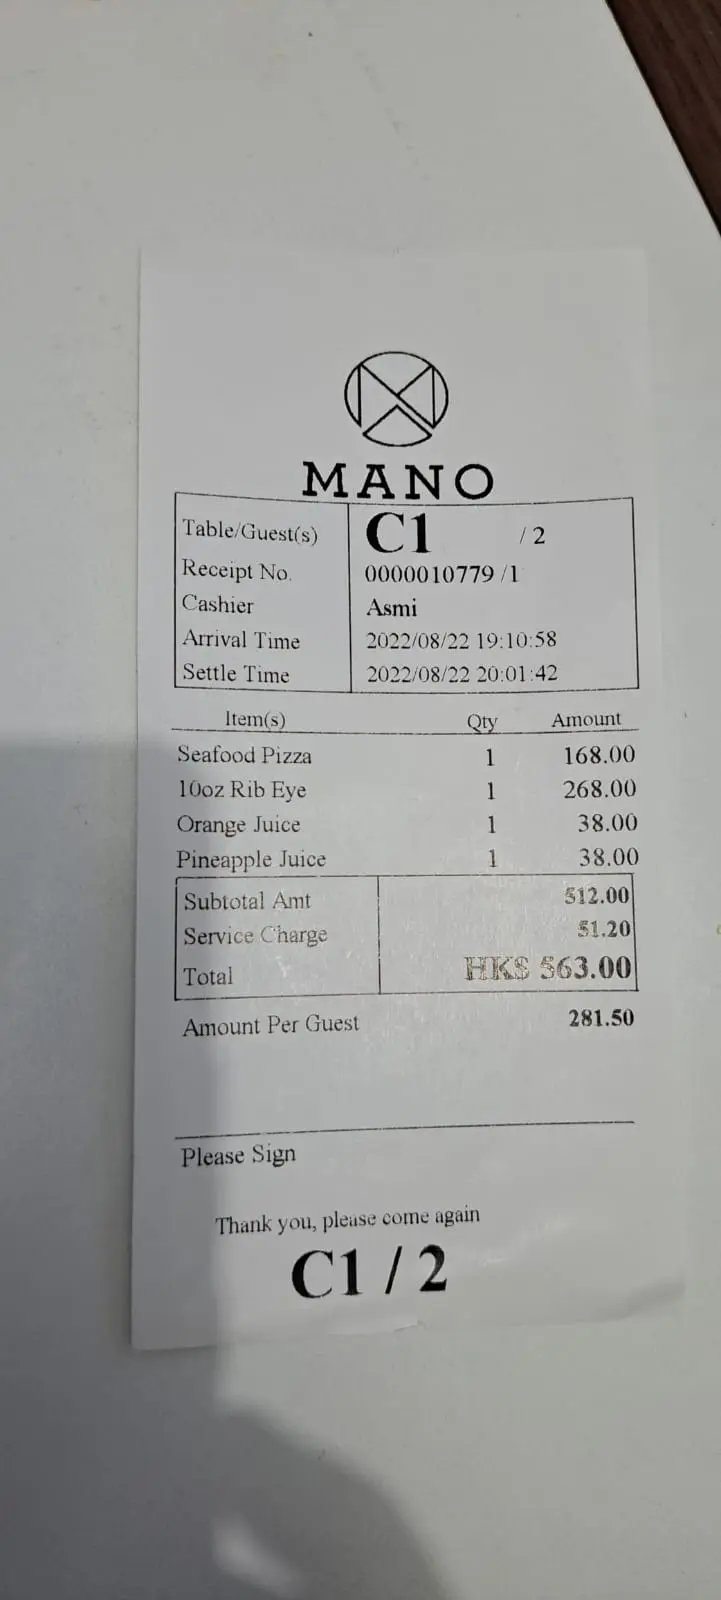 MANO
Table/Guest(s) C1 / 2
Receipt No. 0000010779 /1
Cashier Asmi
Arrival Time 2022/08/22 19:10:58
Settle Time 2022/08/22 20:01:42
Item(s) Qty Amount
Seafood Pizza 1 168.00
10oz Rib Eye 1 268.00
Orange Juice 1 38.00
Pineapple Juice 1 38.00
Subtotal Amt 512.00
Service Charge 51.20
Total HK$ 563.00
Amount Per Guest 281.50
Please Sign
Thank you, please come again
C1 / 2